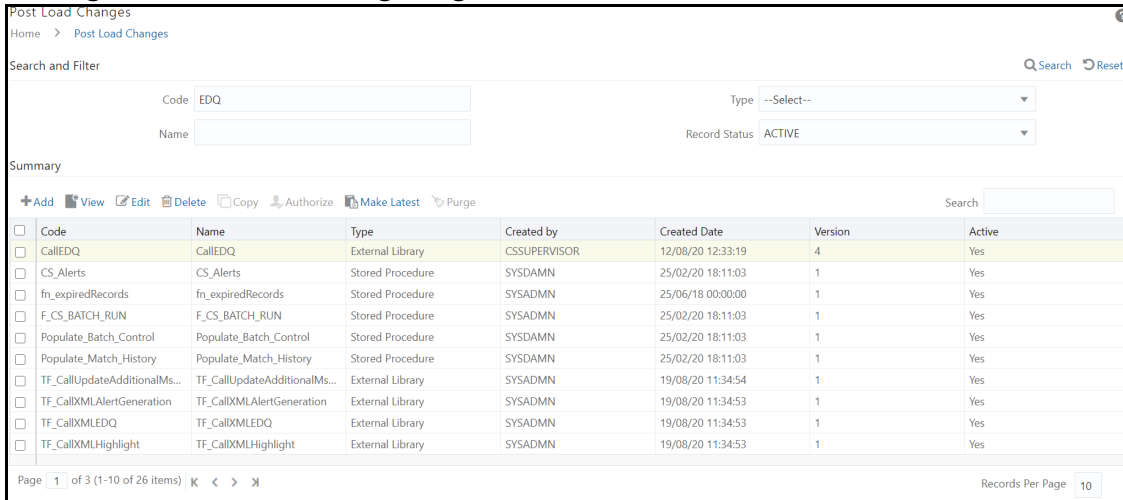 Post Load Changes
Home > Post Load Changes
Search and Filter Search Reset
Code EDQ Type --Select--
Name Record Status ACTIVE
Summary
Add View Edit Delete Copy Authorize Make Latest Purge Search
Code Name Type Created by Created Date Version Active
CallEDQ CallEDQ External Library CSSUPERVISOR 12/08/20 12:33:19 4 Yes
CS_Alerts CS_Alerts Stored Procedure SYSDAMN 25/02/20 18:11:03 1 Yes
fn_expiredRecords fn_expiredRecords Stored Procedure SYSADMN 25/06/18 00:00:00 1 Yes
F_CS_BATCH_RUN F_CS_BATCH_RUN Stored Procedure SYSDAMN 25/02/20 18:11:03 1 Yes
Populate_Batch_Control Populate_Batch_Control Stored Procedure SYSDAMN 25/02/20 18:11:03 1 Yes
Populate_Match_History Populate_Match_History Stored Procedure SYSDAMN 25/02/20 18:11:03 1 Yes
TF_CallUpdateAdditionalMs... TF_CallUpdateAdditionalMs... External Library SYSADMN 19/08/20 11:34:54 1 Yes
TF_CallXMLAlertGeneration TF_CallXMLAlertGeneration External Library SYSADMN 19/08/20 11:34:53 1 Yes
TF_CallXMLEDQ TF_CallXMLEDQ External Library SYSADMN 19/08/20 11:34:53 1 Yes
TF_CallXMLHighlight TF_CallXMLHighlight External Library SYSADMN 19/08/20 11:34:53 1 Yes
Page 1 of 3 (1-10 of 26 items) Records Per Page 10